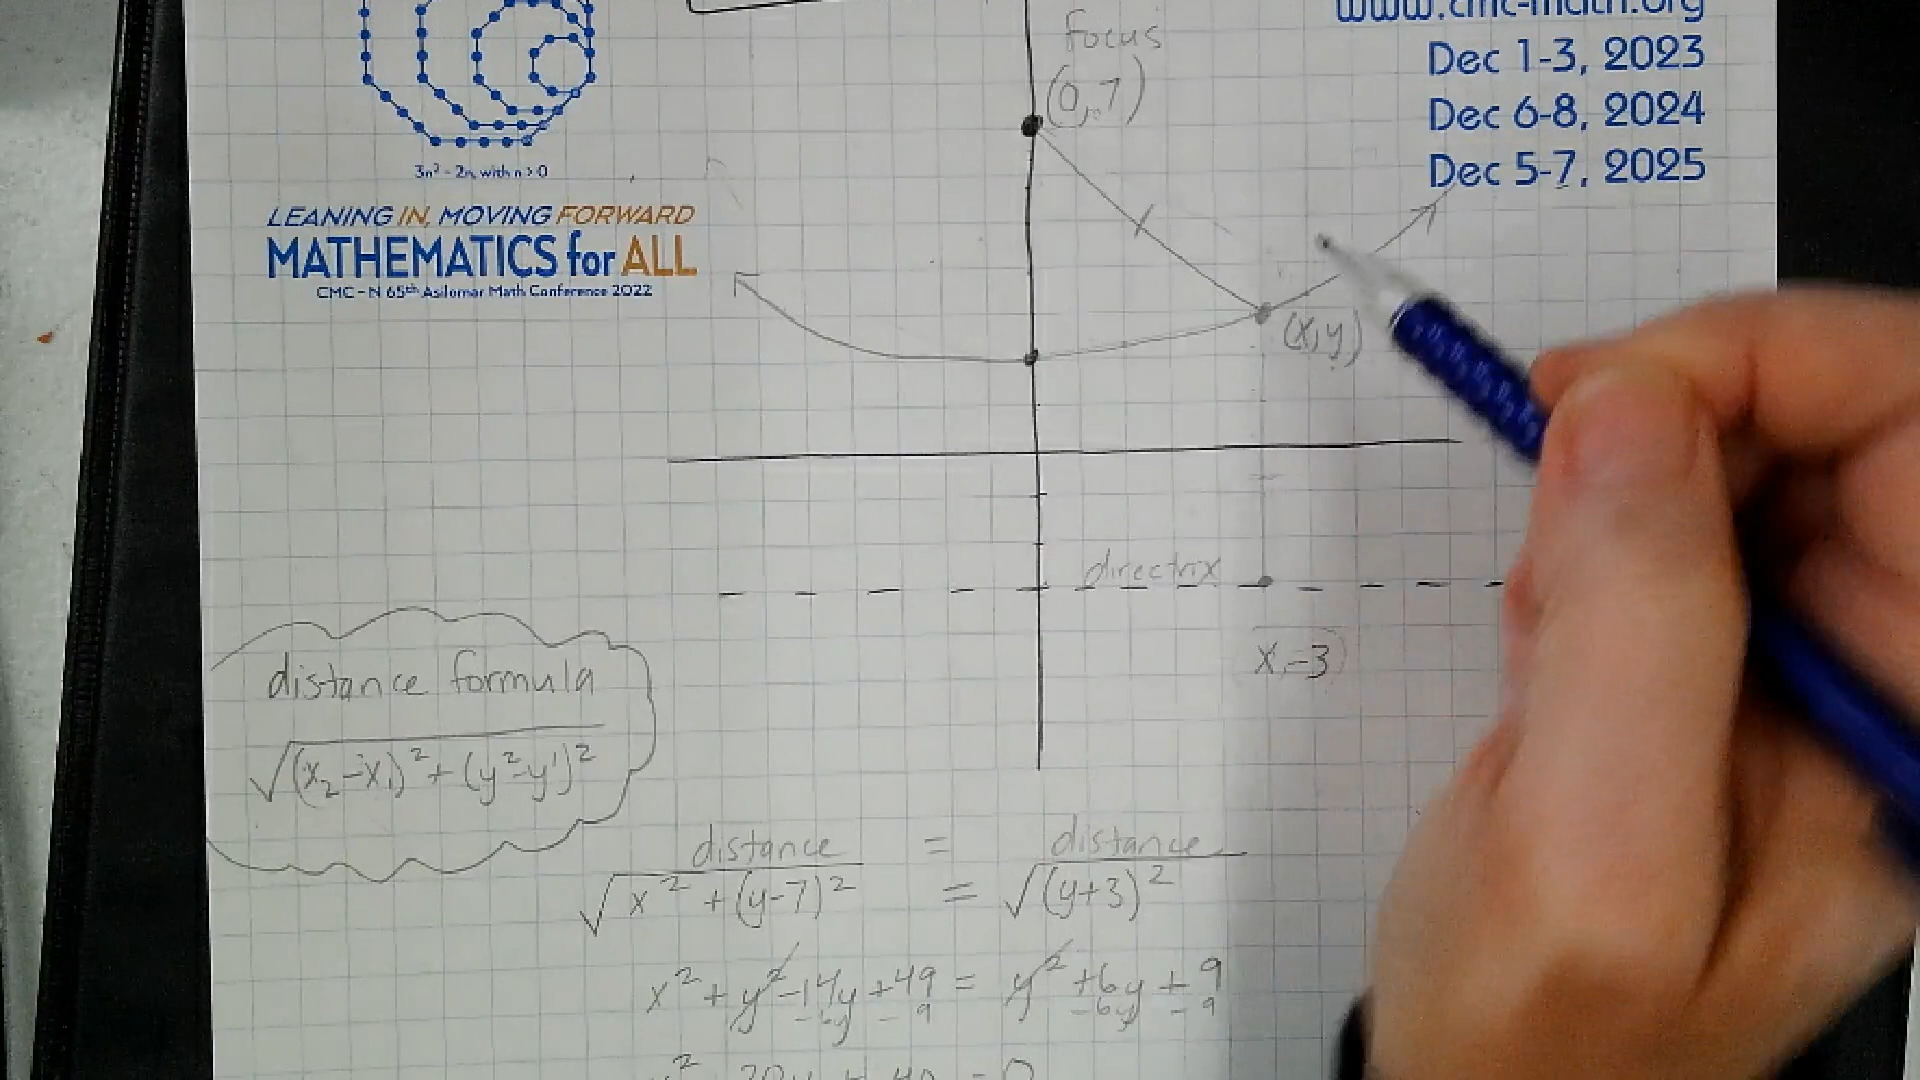 www.cmc-math.org
Dec 1-3, 2023
Dec 6-8, 2024
Dec 5-7, 2025
3n² - 2n, with n > 0
LEANING IN, MOVING FORWARD
MATHEMATICS for ALL
CMC - N 65th Asilomar Math Conference 2022
focus
(0, 7)
(x,y)
directrix
x, -3
distance formula
√(x₂-x₁)² + (y²-y')²
distance = distance
√x² + (y-7)² = √(y+3)²
x² + y² -14y +49 = y² +6y + 9
-6y - 9 -6y - 9